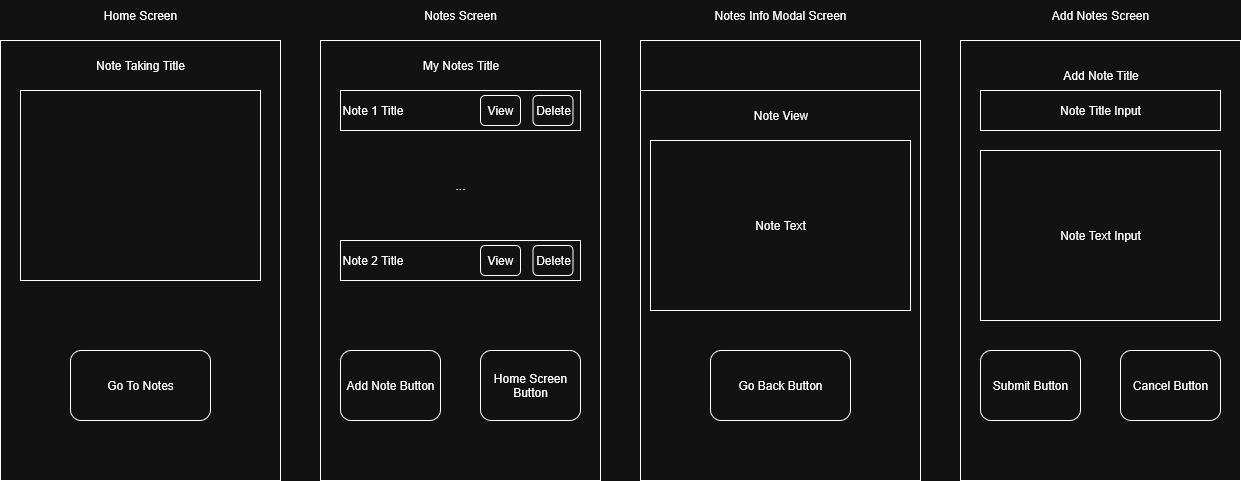 Home Screen
Note Taking Title
Go To Notes
Notes Screen
My Notes Title
Note 1 Title
View
Delete
...
Note 2 Title
View
Delete
Add Note Button
Home Screen
Button
Notes Info Modal Screen
Note View
Note Text
Go Back Button
Add Notes Screen
Add Note Title
Note Title Input
Note Text Input
Submit Button
Cancel Button